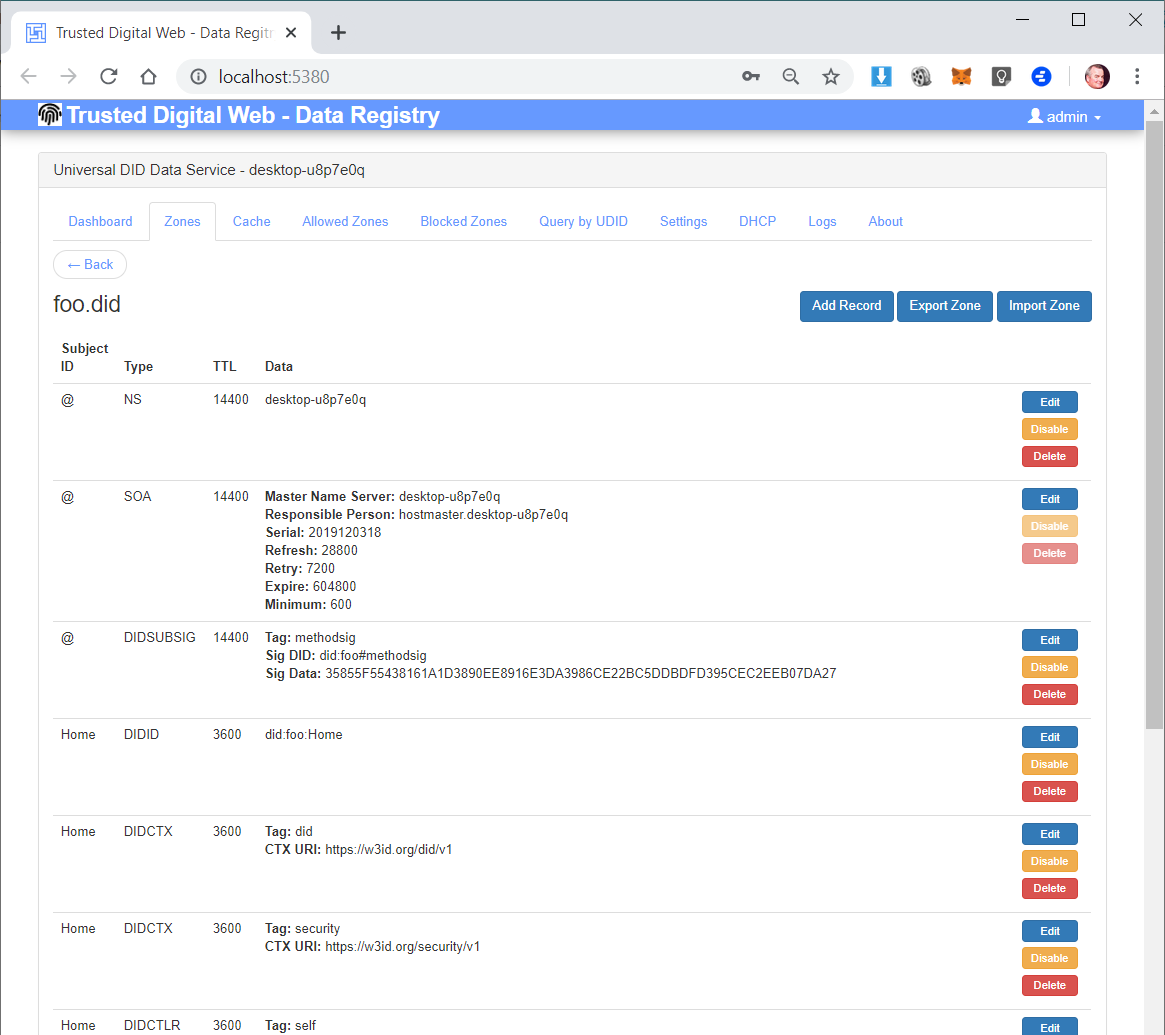 Trusted Digital Web - Data Regitr
localhost:5380
Trusted Digital Web - Data Registry
admin
Universal DID Data Service - desktop-u8p7e0q
Dashboard Zones Cache Allowed Zones Blocked Zones Query by UDID Settings DHCP Logs About
← Back
foo.did
Add Record Export Zone Import Zone
Subject
ID Type TTL Data
@ NS 14400 desktop-u8p7e0q Edit
Disable
Delete
@ SOA 14400 Master Name Server: desktop-u8p7e0q Edit
Responsible Person: hostmaster.desktop-u8p7e0q
Serial: 2019120318 Disable
Refresh: 28800 Delete
Retry: 7200
Expire: 604800
Minimum: 600
@ DIDSUBSIG 14400 Tag: methodsig Edit
Sig DID: did:foo#methodsig Disable
Sig Data: 35855F55438161A1D3890EE8916E3DA3986CE22BC5DDBDFD395CEC2EEB07DA27
Delete
Home DIDID 3600 did:foo:Home Edit
Disable
Delete
Home DIDCTX 3600 Tag: did Edit
CTX URI: https://w3id.org/did/v1
Disable
Delete
Home DIDCTX 3600 Tag: security Edit
CTX URI: https://w3id.org/security/v1
Disable
Delete
Home DIDCTLR 3600 Tag: self Edit